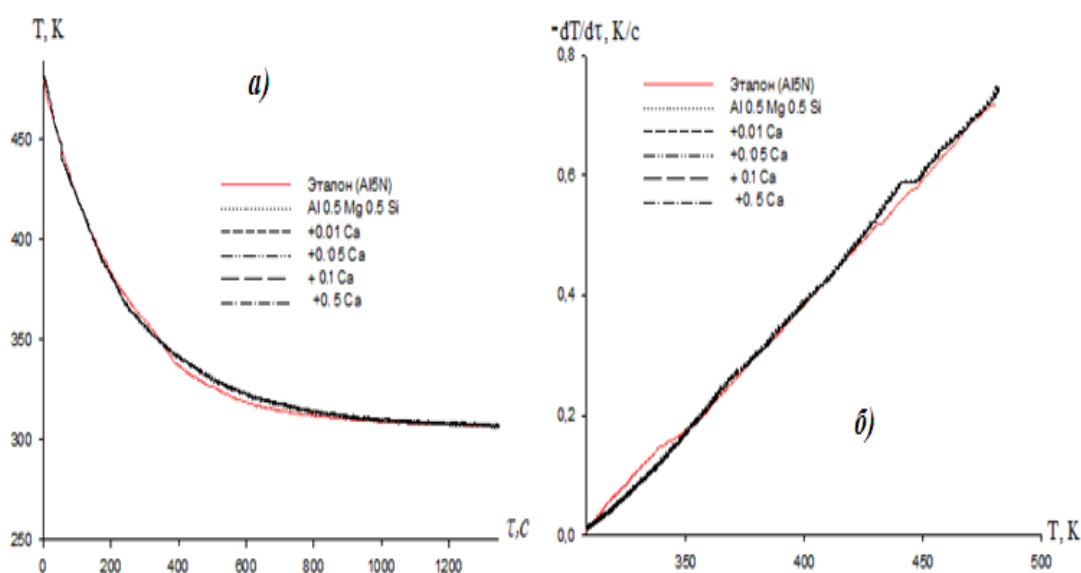 T, K
а)
450
400
350
300
250
0
200
400
600
800
1000
1200
τ,с
Эталон (Al5N)
Al 0.5 Mg 0.5 Si
+0.01 Ca
+0.05 Ca
+ 0.1 Ca
+0.5 Ca
-dT/dτ, К/с
0,8
0,6
0,4
0,2
0,0
350
400
450
500
T, K
Эталон (Al5N)
Al 0.5 Mg 0.5 Si
+0.01 Ca
+0.05 Ca
+ 0.1 Ca
+0.5 Ca
б)